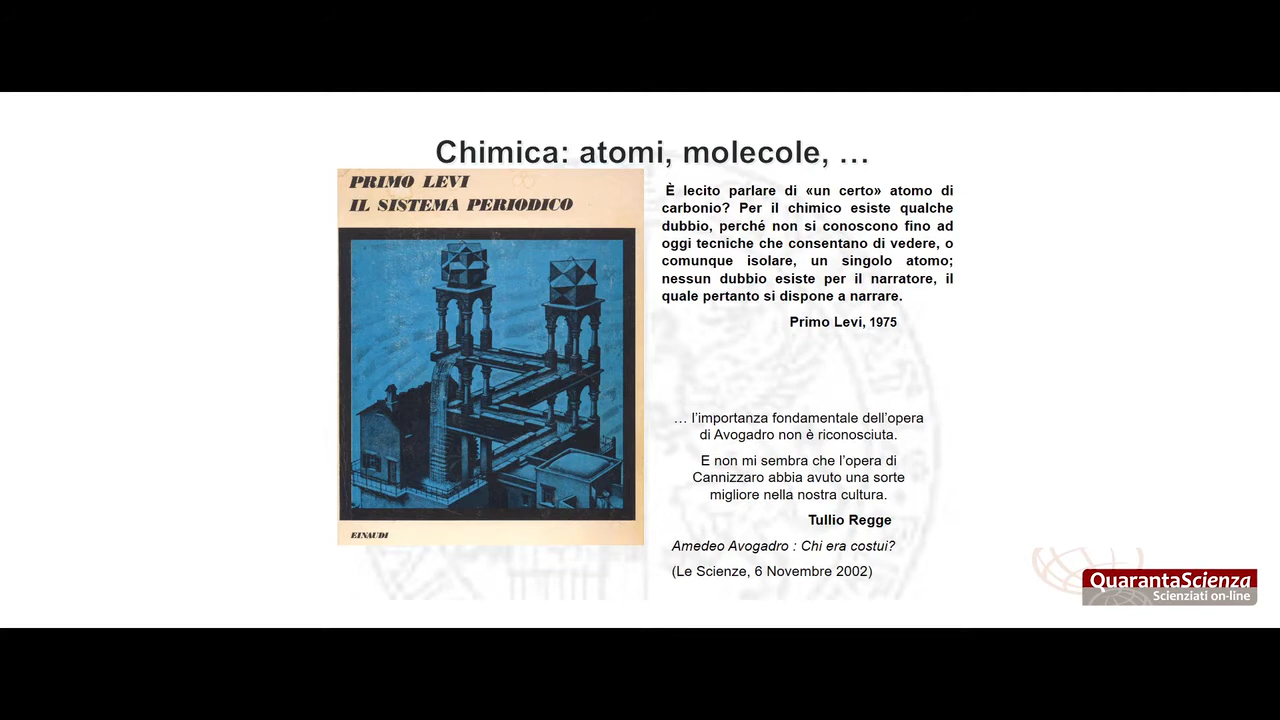 Chimica: atomi, molecole, …
PRIMO LEVI
IL SISTEMA PERIODICO
EINAUDI
È lecito parlare di «un certo» atomo di
carbonio? Per il chimico esiste qualche
dubbio, perché non si conoscono fino ad
oggi tecniche che consentano di vedere, o
comunque isolare, un singolo atomo;
nessun dubbio esiste per il narratore, il
quale pertanto si dispone a narrare.
Primo Levi, 1975
… l’importanza fondamentale dell’opera
di Avogadro non è riconosciuta.
E non mi sembra che l’opera di
Cannizzaro abbia avuto una sorte
migliore nella nostra cultura.
Tullio Regge
Amedeo Avogadro : Chi era costui?
(Le Scienze, 6 Novembre 2002)
QuarantaScienza
Scienziati on-line